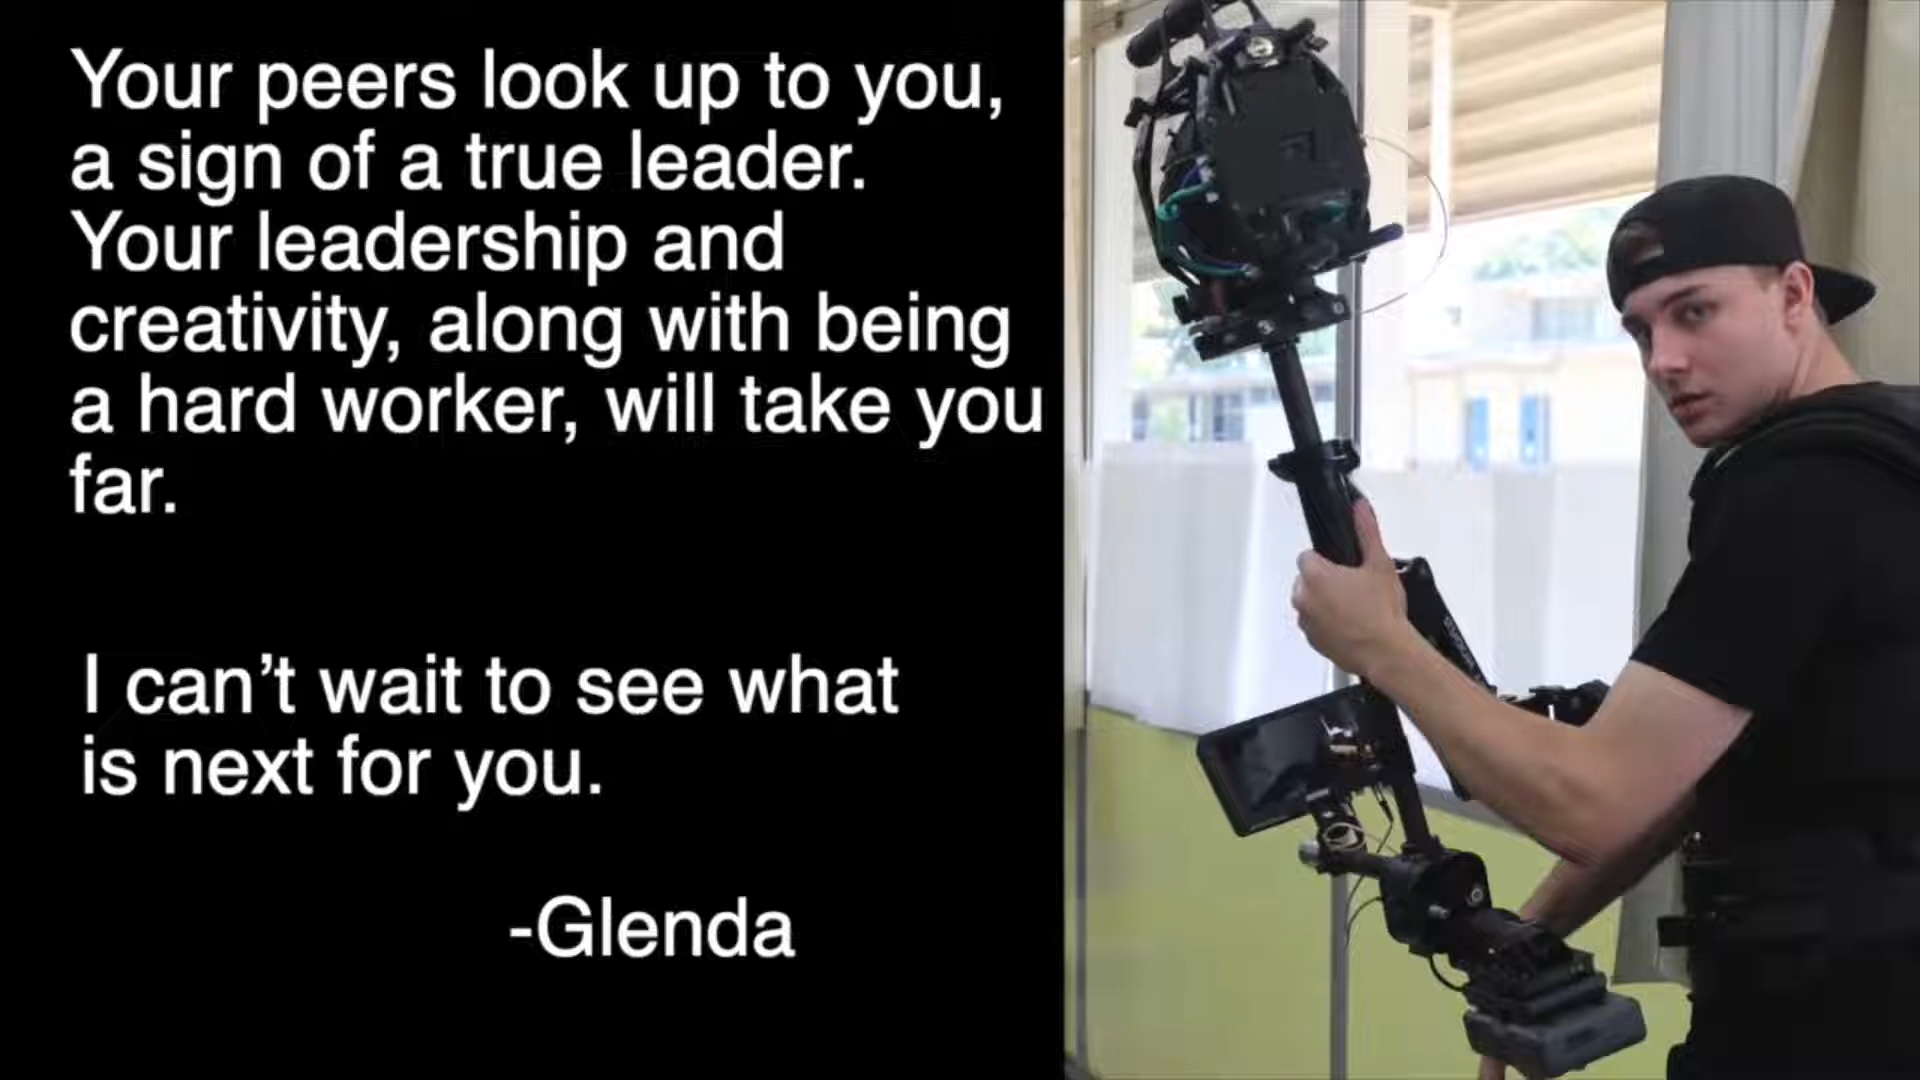 Your peers look up to you,
a sign of a true leader.
Your leadership and
creativity, along with being
a hard worker, will take you
far.
I can’t wait to see what
is next for you.
-Glenda